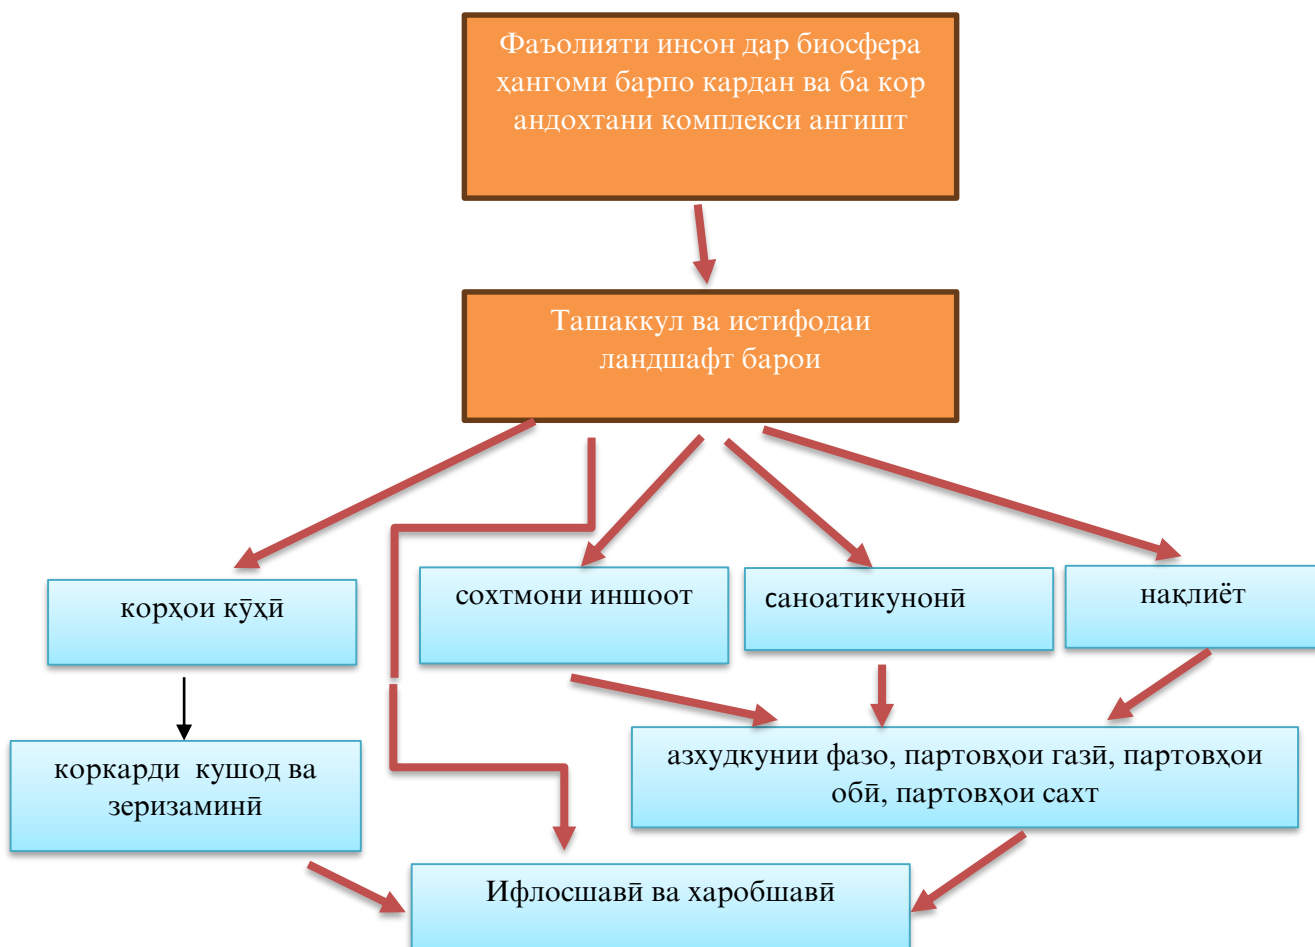 Фаъолияти инсон дар биосфера
ҳангоми барпо кардан ва ба кор
андохтани комплекси ангишт
Ташаккул ва истифодаи
ландшафт барои
корҳои кӯҳӣ
сохтмони иншоот
саноатикунонӣ
нақлиёт
коркарди кушод ва
зеризаминӣ
азхудкунии фазо, партовҳои газӣ, партовҳои
обӣ, партовҳои сахт
Ифлосшавӣ ва харобшавӣ